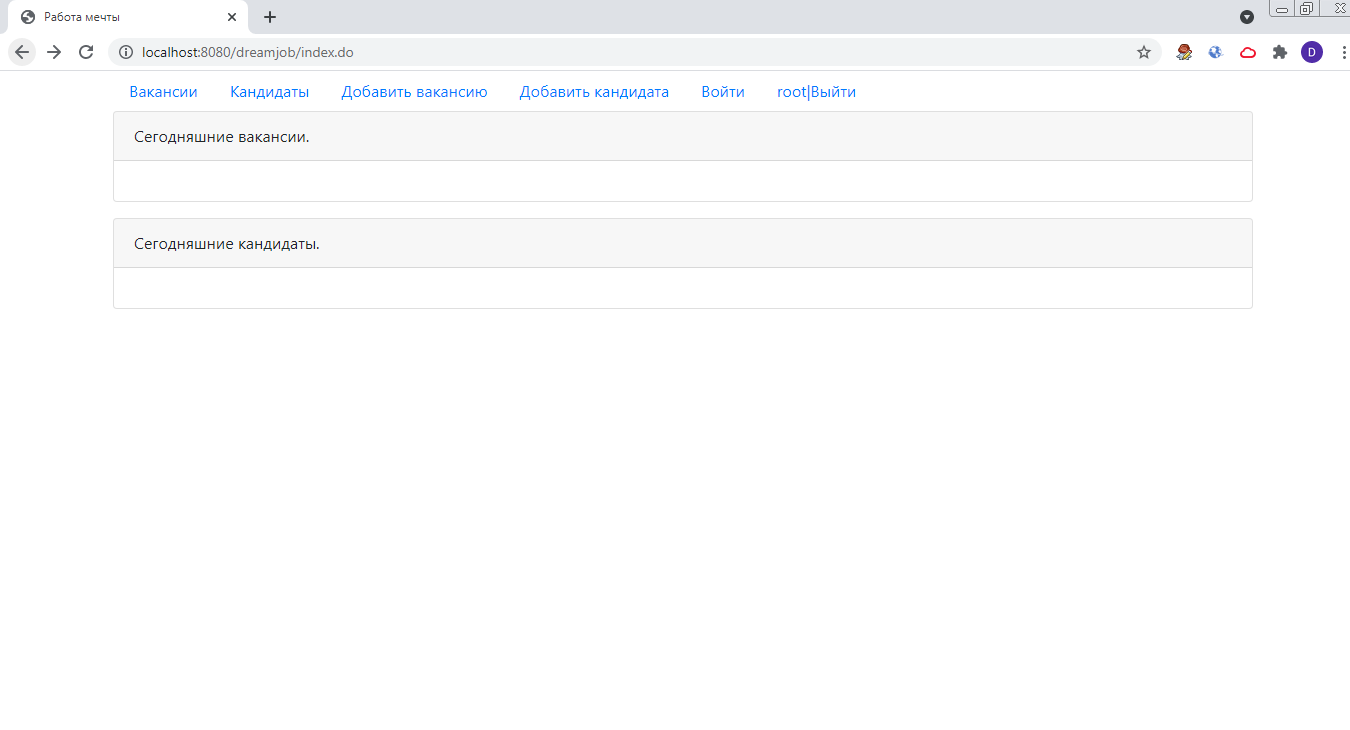 Работа мечты
localhost:8080/dreamjob/index.do
D
Вакансии Кандидаты Добавить вакансию Добавить кандидата Войти root|Выйти
Сегодняшние вакансии.
Сегодняшние кандидаты.